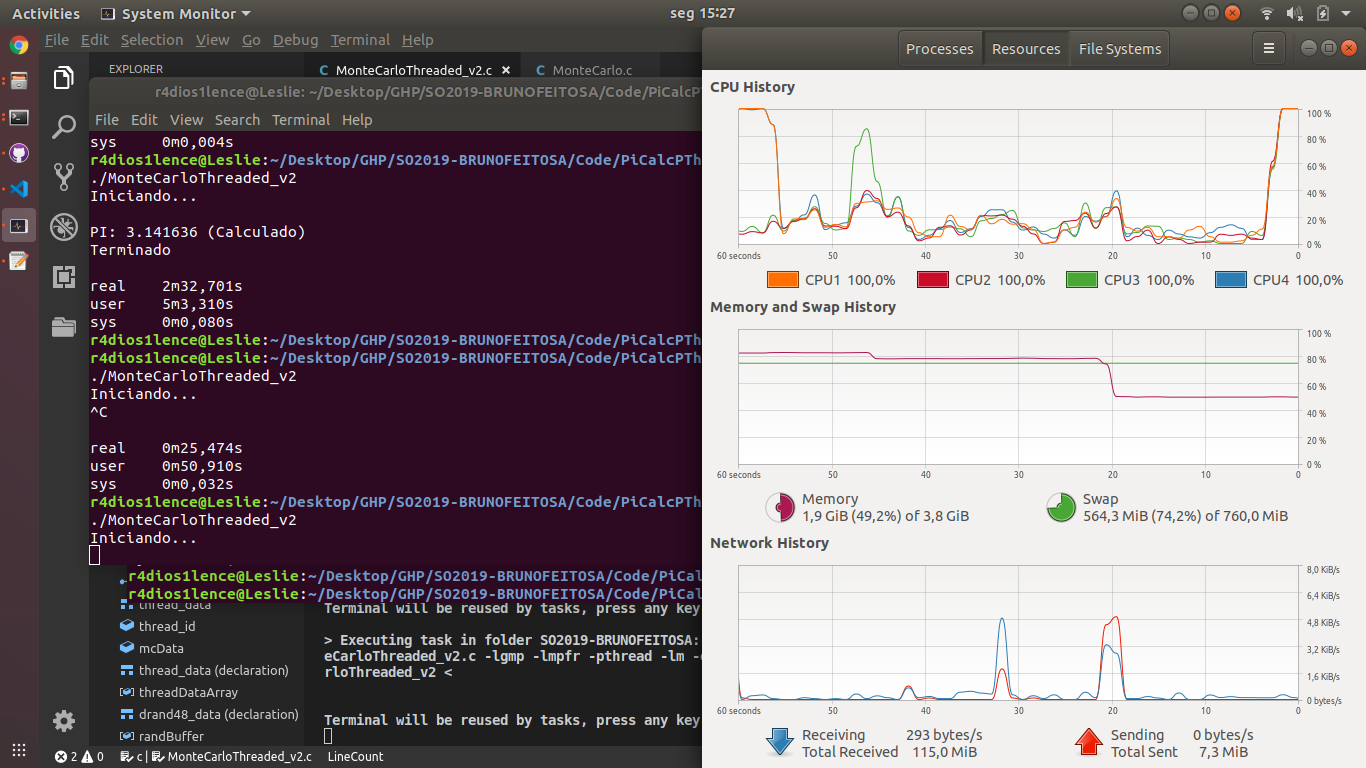 Activities System Monitor seg 15:27
File Edit Selection View Go Debug Terminal Help
EXPLORER
MonteCarloThreaded_v2.c MonteCarlo.c
r4dios1lence@Leslie: ~/Desktop/GHP/SO2019-BRUNOFEITOSA/Code/PiCalcPT
File Edit View Search Terminal Help
sys 0m0,004s
r4dios1lence@Leslie:~/Desktop/GHP/SO2019-BRUNOFEITOSA/Code/PiCalcPTh
./MonteCarloThreaded_v2
Iniciando...
PI: 3.141636 (Calculado)
Terminado
real 2m32,701s
user 5m3,310s
sys 0m0,080s
r4dios1lence@Leslie:~/Desktop/GHP/SO2019-BRUNOFEITOSA/Code/PiCalcPTh
r4dios1lence@Leslie:~/Desktop/GHP/SO2019-BRUNOFEITOSA/Code/PiCalcPTh
./MonteCarloThreaded_v2
Iniciando...
^C
real 0m25,474s
user 0m50,910s
sys 0m0,032s
r4dios1lence@Leslie:~/Desktop/GHP/SO2019-BRUNOFEITOSA/Code/PiCalcPTh
./MonteCarloThreaded_v2
Iniciando...
r4dios1lence@Leslie:~/Desktop/GHP/SO2019-BRUNOFEITOSA/Code/PiCal
r4dios1lence@Leslie:~/Desktop/GHP/SO2019-BRUNOFEITOSA/Code/PiCal
thread_data
thread_id
mcData
thread_data (declaration)
threadDataArray
drand48_data (declaration)
randBuffer
Terminal will be reused by tasks, press any key
> Executing task in folder SO2019-BRUNOFEITOSA:
eCarloThreaded_v2.c -lgmp -lmpfr -pthread -lm -
rloThreaded_v2 <
Terminal will be reused by tasks, press any key
2 0 c | MonteCarloThreaded_v2.c LineCount
Processes Resources File Systems
CPU History
100 %
80 %
60 %
40 %
20 %
0 %
60 seconds 50 40 30 20 10 0
CPU1 100,0% CPU2 100,0% CPU3 100,0% CPU4 100,0%
Memory and Swap History
100 %
80 %
60 %
40 %
20 %
0 %
60 seconds 50 40 30 20 10 0
Memory
1,9 GiB (49,2%) of 3,8 GiB
Swap
564,3 MiB (74,2%) of 760,0 MiB
Network History
8,0 KiB/s
6,4 KiB/s
4,8 KiB/s
3,2 KiB/s
1,6 KiB/s
0 bytes/s
60 seconds 50 40 30 20 10 0
Receiving 293 bytes/s
Total Received 115,0 MiB
Sending 0 bytes/s
Total Sent 7,3 MiB